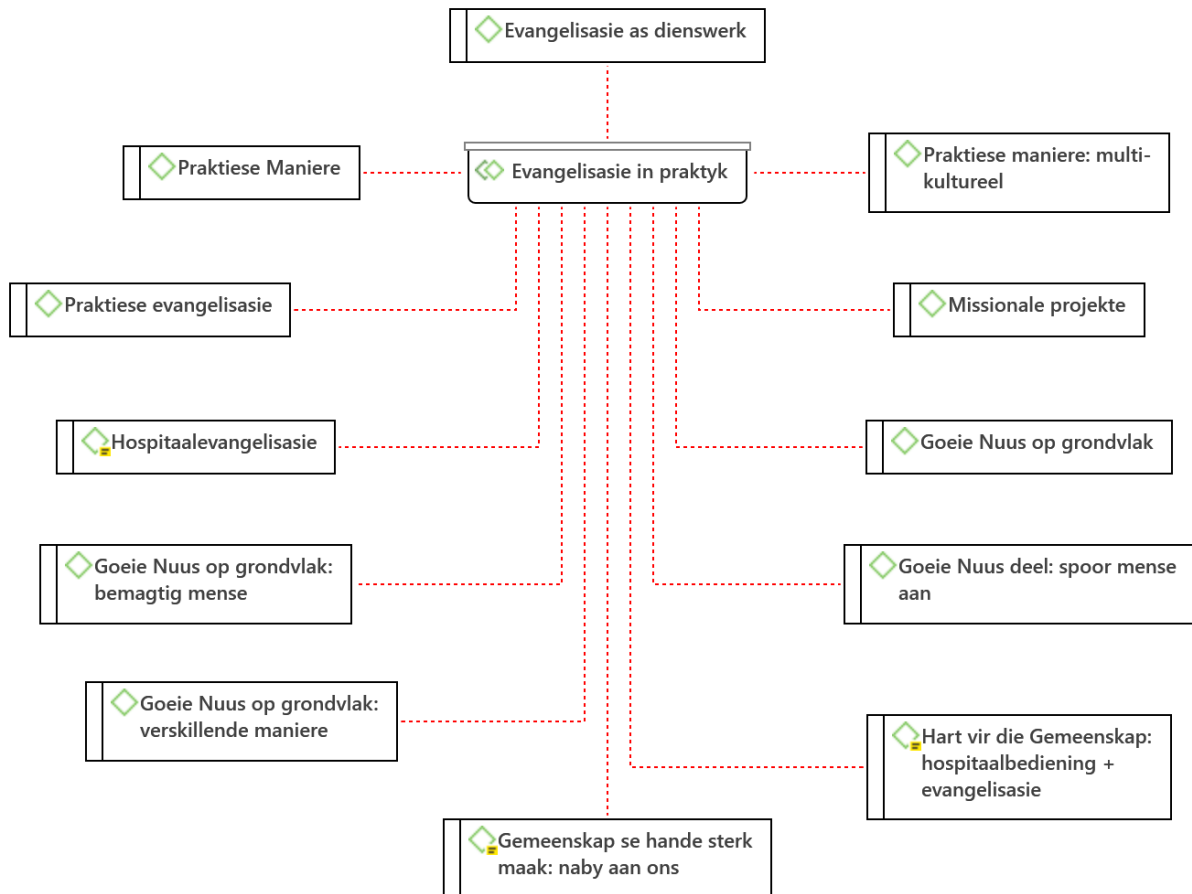 Evangelisasie as dienswerk
Praktiese Maniere
Evangelisasie in praktyk
Praktiese maniere: multi-
kultureel
Praktiese evangelisasie
Missionale projekte
Hospitaalevangelisasie
Goeie Nuus op grondvlak
Goeie Nuus op grondvlak:
bemagtig mense
Goeie Nuus deel: spoor mense
aan
Goeie Nuus op grondvlak:
verskillende maniere
Hart vir die Gemeenskap:
hospitaalbediening +
evangelisasie
Gemeenskap se hande sterk
maak: naby aan ons